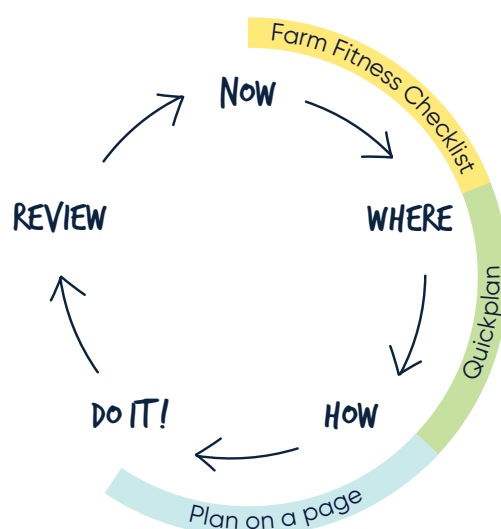 Farm Fitness Checklist
NOW
WHERE
Quickplan
HOW
Plan on a page
DO IT!
REVIEW